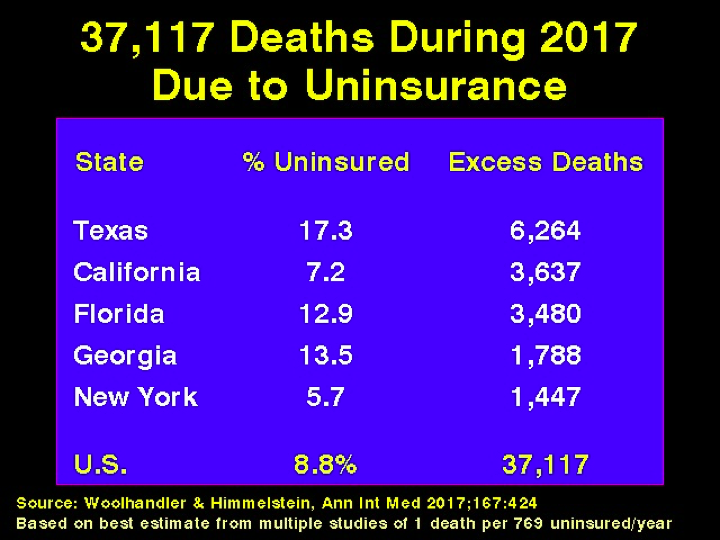 37,117 Deaths During 2017
Due to Uninsurance
State % Uninsured Excess Deaths
Texas 17.3 6,264
California 7.2 3,637
Florida 12.9 3,480
Georgia 13.5 1,788
New York 5.7 1,447
U.S. 8.8% 37,117
Source: Woolhandler & Himmelstein, Ann Int Med 2017;167:424
Based on best estimate from multiple studies of 1 death per 769 uninsured/year